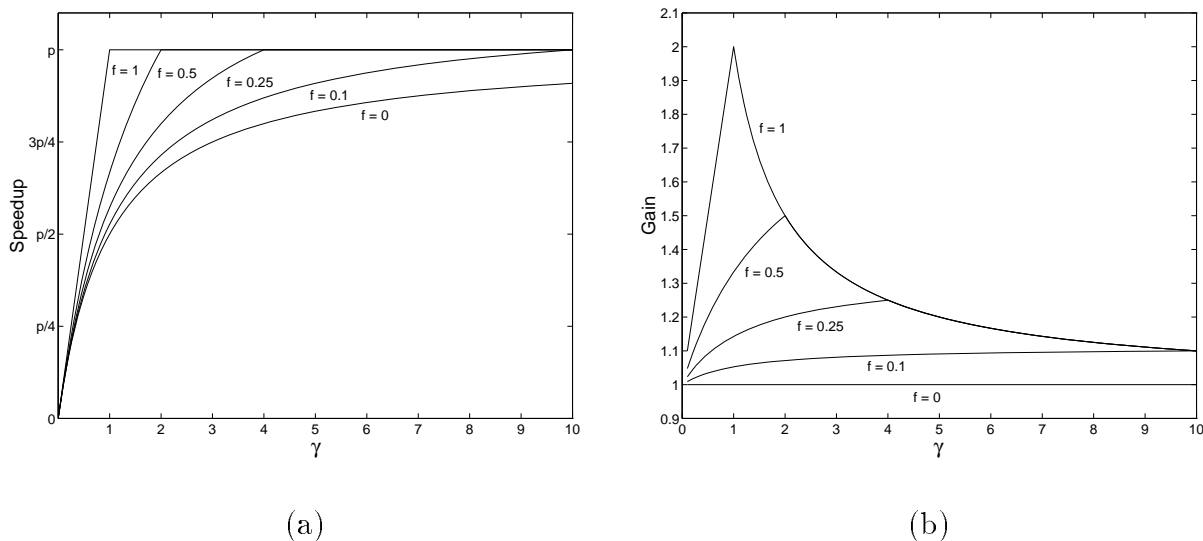 p
3p/4
p/2
p/4
0
Speedup
f = 1
f = 0.5
f = 0.25
f = 0.1
f = 0
1 2 3 4 5 6 7 8 9 10
γ
(a)
2.1
2
1.9
1.8
1.7
1.6
1.5
1.4
1.3
1.2
1.1
1
0.9
Gain
f = 1
f = 0.5
f = 0.25
f = 0.1
f = 0
0 1 2 3 4 5 6 7 8 9 10
γ
(b)